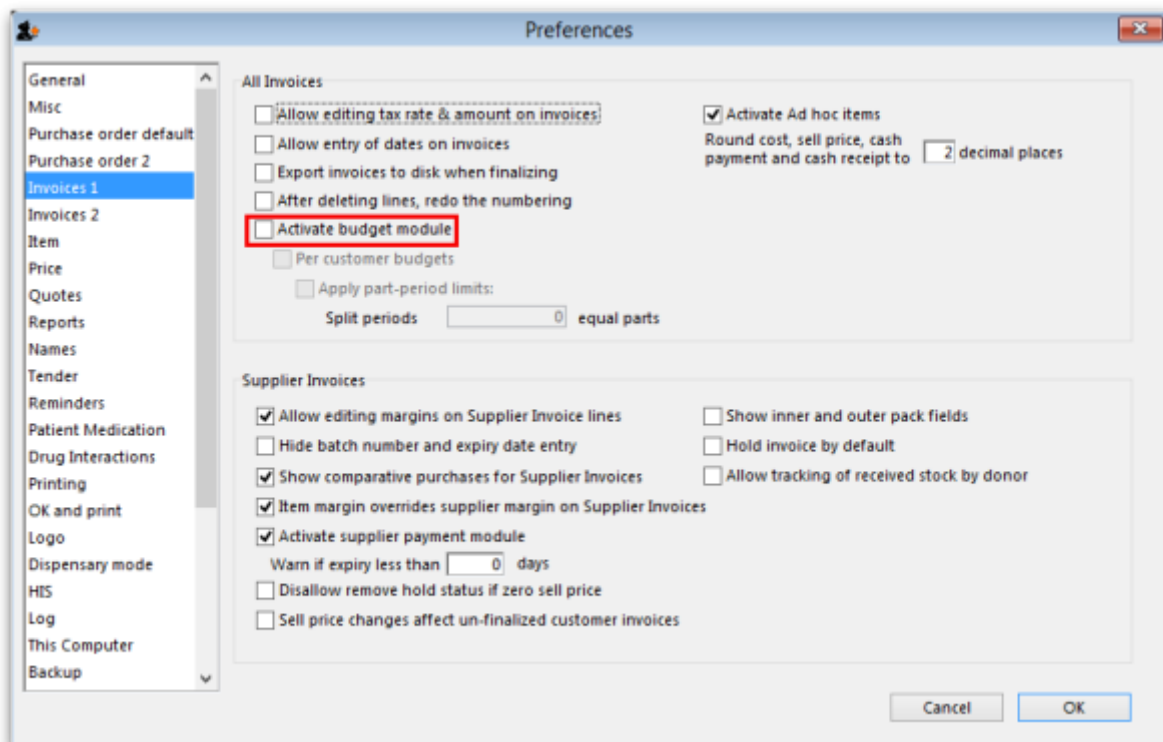 Preferences
General
Misc
Purchase order default
Purchase order 2
Invoices 1
Invoices 2
Item
Price
Quotes
Reports
Names
Tender
Reminders
Patient Medication
Drug Interactions
Printing
OK and print
Logo
Dispensary mode
HIS
Log
This Computer
Backup
All Invoices
Allow editing tax rate & amount on invoices
Allow entry of dates on invoices
Export invoices to disk when finalizing
After deleting lines, redo the numbering
Activate budget module
Per customer budgets
Apply part-period limits:
Split periods 0 equal parts
Activate Ad hoc items
Round cost, sell price, cash
payment and cash receipt to 2 decimal places
Supplier Invoices
Allow editing margins on Supplier Invoice lines
Hide batch number and expiry date entry
Show comparative purchases for Supplier Invoices
Item margin overrides supplier margin on Supplier Invoices
Activate supplier payment module
Warn if expiry less than 0 days
Disallow remove hold status if zero sell price
Sell price changes affect un-finalized customer invoices
Show inner and outer pack fields
Hold invoice by default
Allow tracking of received stock by donor
Cancel
OK